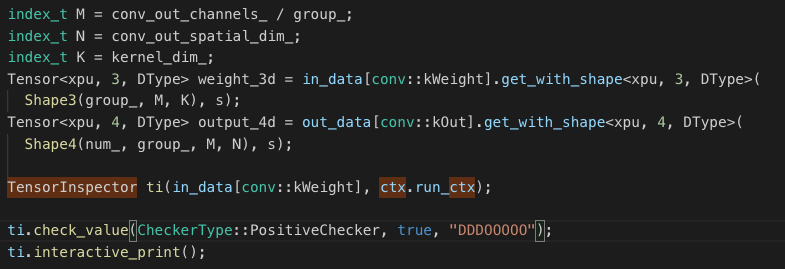 index_t M = conv_out_channels_ / group_;
index_t N = conv_out_spatial_dim_;
index_t K = kernel_dim_;
Tensor<xpu, 3, DType> weight_3d = in_data[conv::kWeight].get_with_shape<xpu, 3, DType>(
Shape3(group_, M, K), s);
Tensor<xpu, 4, DType> output_4d = out_data[conv::kOut].get_with_shape<xpu, 4, DType>(
Shape4(num_, group_, M, N), s);
TensorInspector ti(in_data[conv::kWeight], ctx.run_ctx);
ti.check_value(CheckerType::PositiveChecker, true, "DDDOOOOO");
ti.interactive_print();